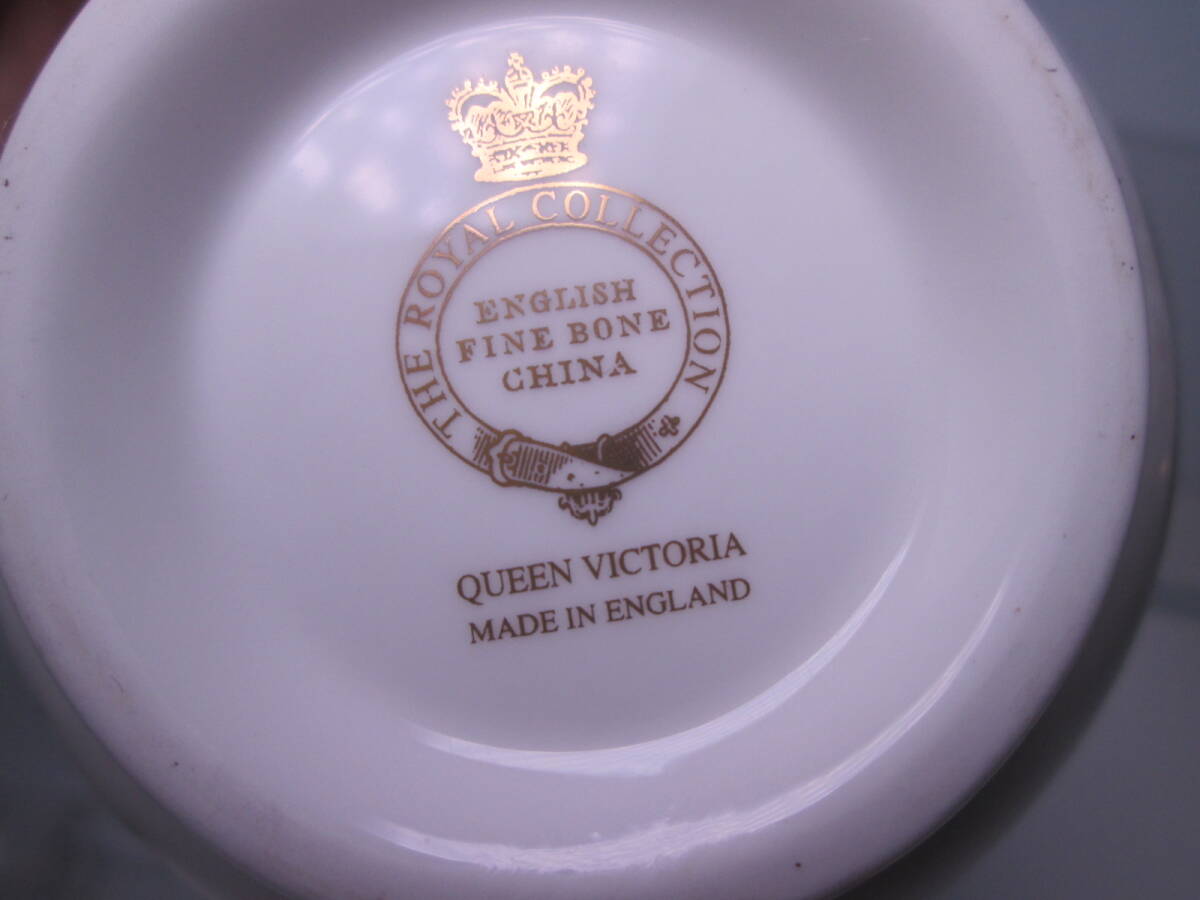 THE ROYAL COLLECTION
ENGLISH
FINE BONE
CHINA
QUEEN VICTORIA
MADE IN ENGLAND